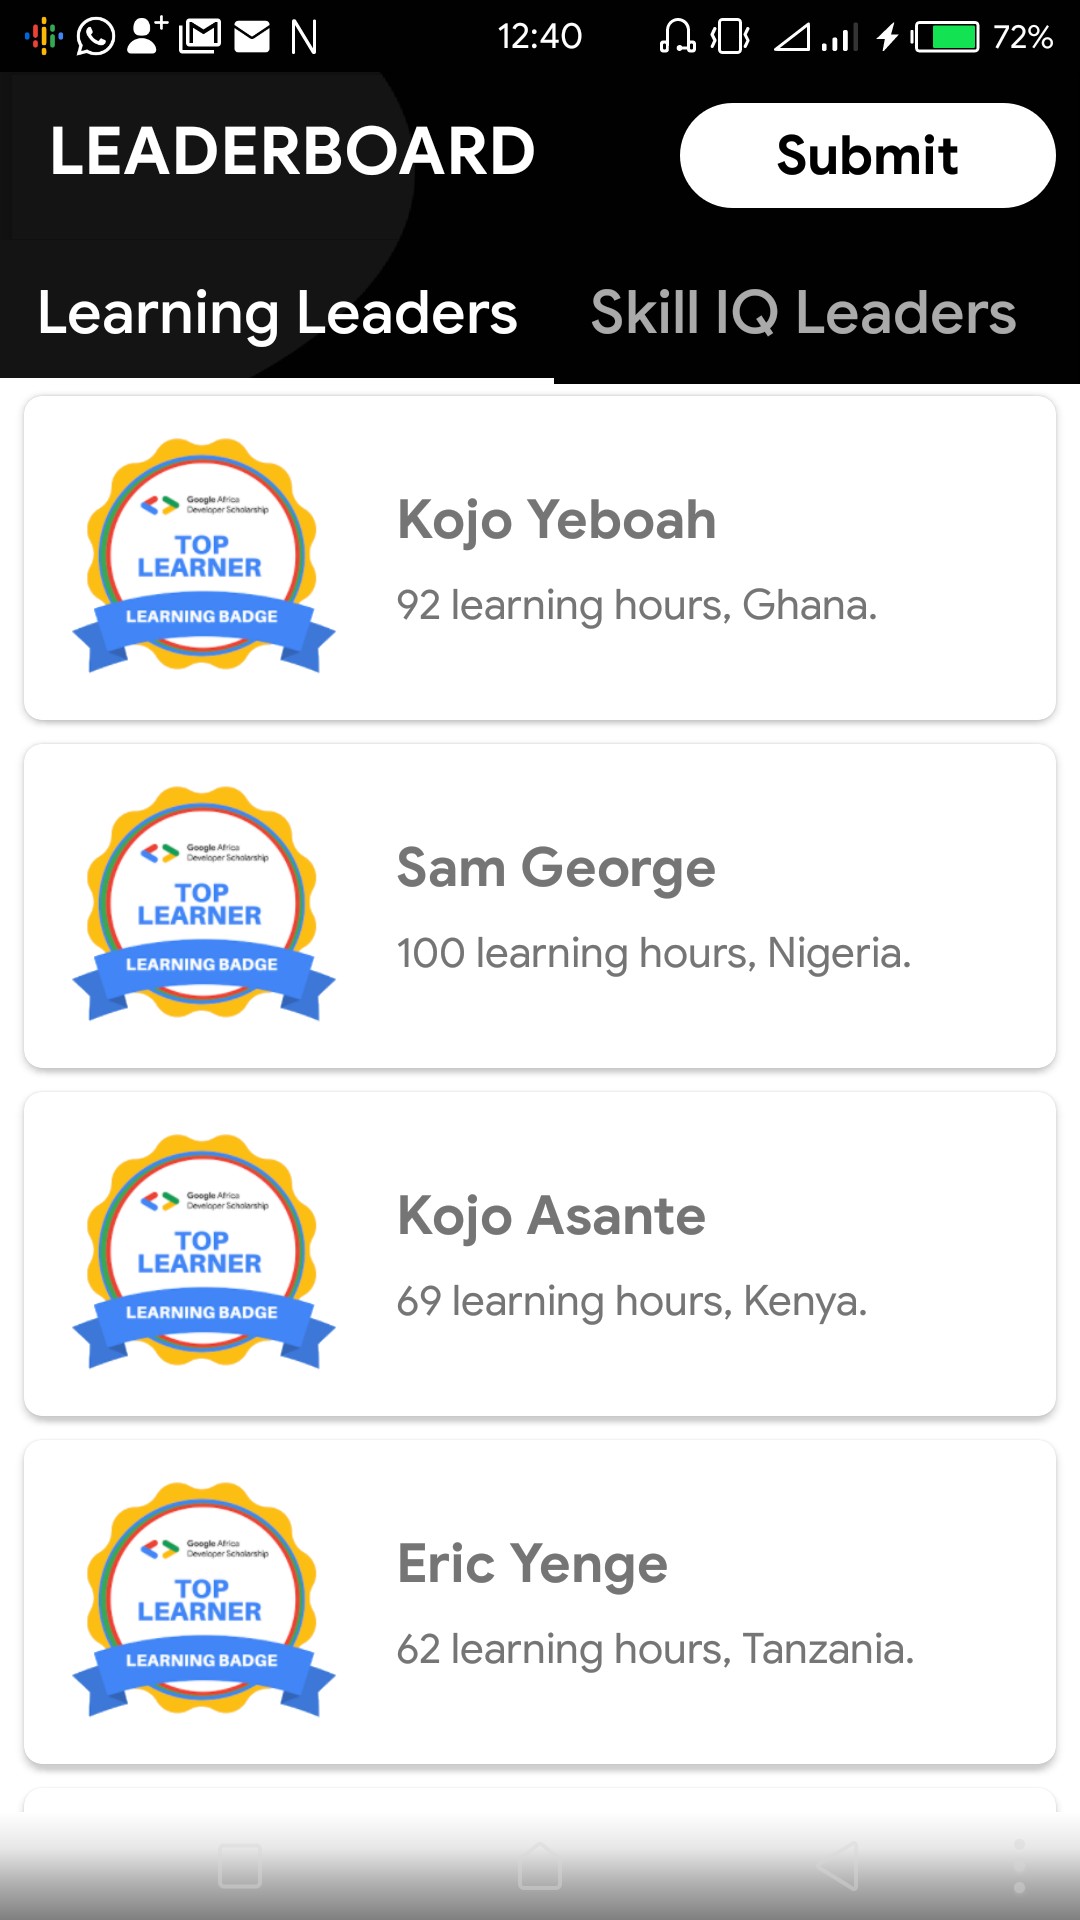 12:40
72%
LEADERBOARD
Submit
Learning Leaders
Skill IQ Leaders
Google Africa
Developer Scholarship
TOP
LEARNER
LEARNING BADGE
Kojo Yeboah
92 learning hours, Ghana.
Google Africa
Developer Scholarship
TOP
LEARNER
LEARNING BADGE
Sam George
100 learning hours, Nigeria.
Google Africa
Developer Scholarship
TOP
LEARNER
LEARNING BADGE
Kojo Asante
69 learning hours, Kenya.
Google Africa
Developer Scholarship
TOP
LEARNER
LEARNING BADGE
Eric Yenge
62 learning hours, Tanzania.